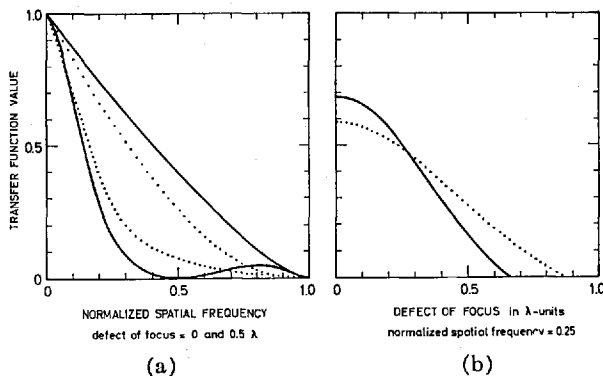 TRANSFER FUNCTION VALUE
1.0
0.5
0
0
0.5
1.0
NORMALIZED SPATIAL FREQUENCY
defect of focus = 0 and 0.5 λ
(a)
0
0.5
1.0
DEFECT OF FOCUS in λ-units
normalized spatial frequency = 0.25
(b)